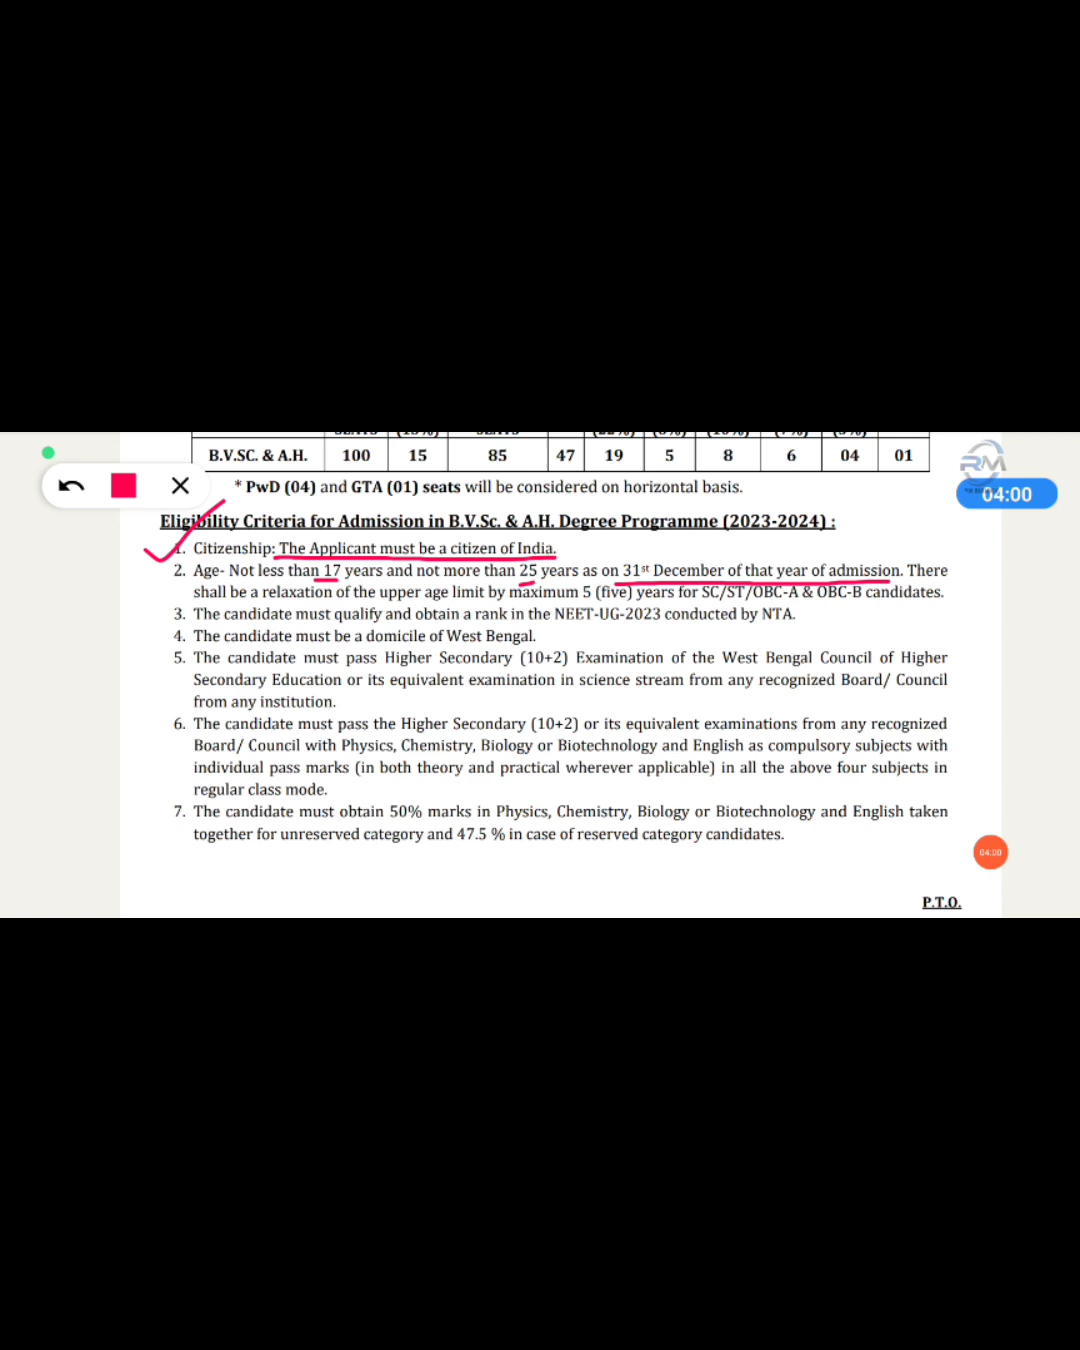 SEATS (15%) SEATS (22%) (6%) (10%) (7%) (5%)
B.V.SC. & A.H. 100 15 85 47 19 5 8 6 04 01
RM
* PwD (04) and GTA (01) seats will be considered on horizontal basis.
04:00
Eligibility Criteria for Admission in B.V.Sc. & A.H. Degree Programme (2023-2024) :
1. Citizenship: The Applicant must be a citizen of India.
2. Age- Not less than 17 years and not more than 25 years as on 31st December of that year of admission. There
shall be a relaxation of the upper age limit by maximum 5 (five) years for SC/ST/OBC-A & OBC-B candidates.
3. The candidate must qualify and obtain a rank in the NEET-UG-2023 conducted by NTA.
4. The candidate must be a domicile of West Bengal.
5. The candidate must pass Higher Secondary (10+2) Examination of the West Bengal Council of Higher
Secondary Education or its equivalent examination in science stream from any recognized Board/ Council
from any institution.
6. The candidate must pass the Higher Secondary (10+2) or its equivalent examinations from any recognized
Board/ Council with Physics, Chemistry, Biology or Biotechnology and English as compulsory subjects with
individual pass marks (in both theory and practical wherever applicable) in all the above four subjects in
regular class mode.
7. The candidate must obtain 50% marks in Physics, Chemistry, Biology or Biotechnology and English taken
together for unreserved category and 47.5 % in case of reserved category candidates.
04:00
P.T.O.